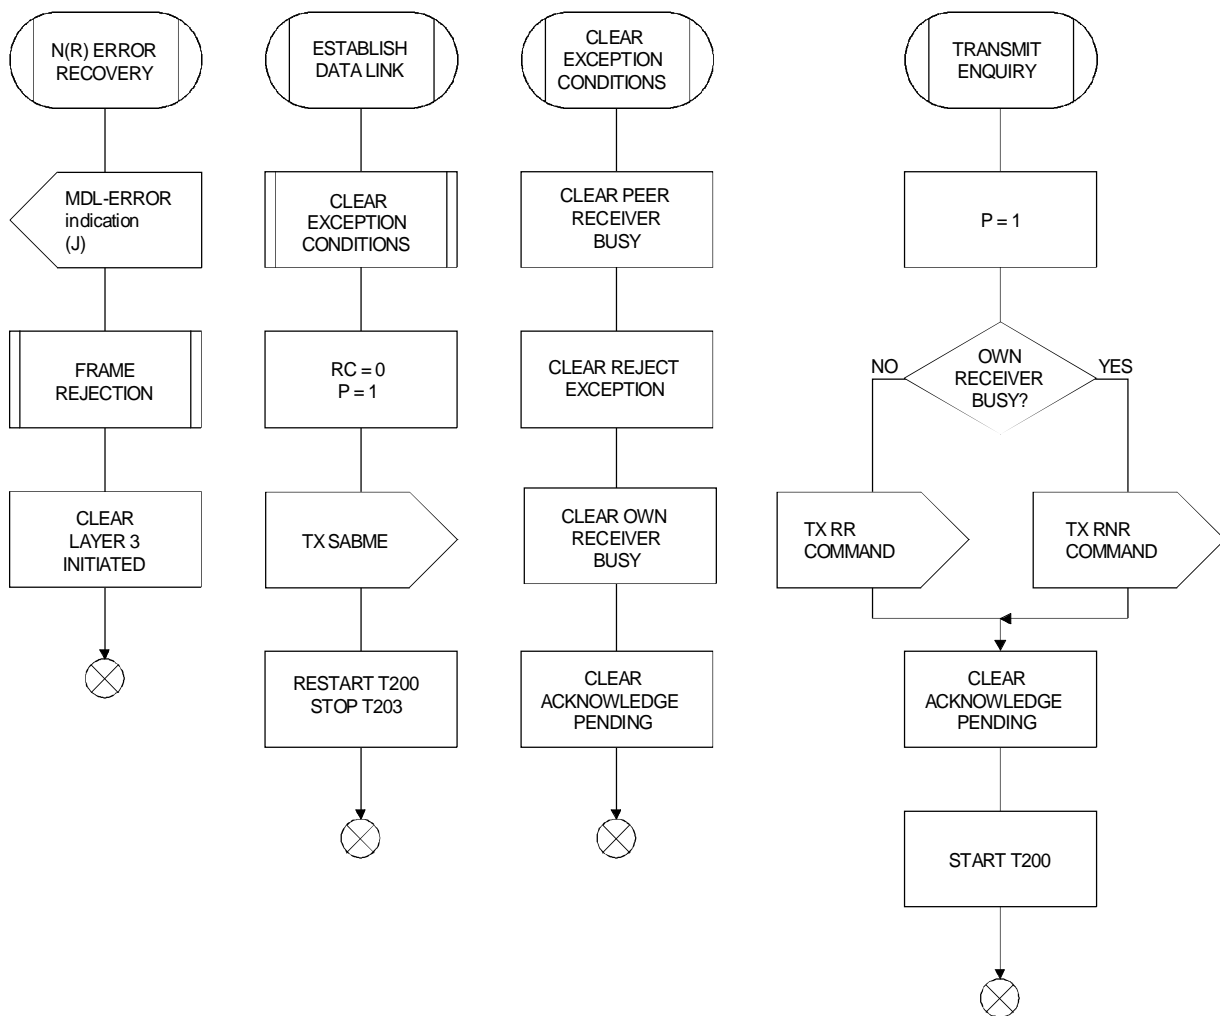 N(R) ERROR
RECOVERY
MDL-ERROR
indication
(J)
FRAME
REJECTION
CLEAR
LAYER 3
INITIATED
ESTABLISH
DATA LINK
CLEAR
EXCEPTION
CONDITIONS
RC = 0
P = 1
TX SABME
RESTART T200
STOP T203
CLEAR
EXCEPTION
CONDITIONS
CLEAR PEER
RECEIVER
BUSY
CLEAR REJECT
EXCEPTION
CLEAR OWN
RECEIVER
BUSY
CLEAR
ACKNOWLEDGE
PENDING
TRANSMIT
ENQUIRY
P = 1
OWN
RECEIVER
BUSY?
NO
YES
TX RR
COMMAND
TX RNR
COMMAND
CLEAR
ACKNOWLEDGE
PENDING
START T200